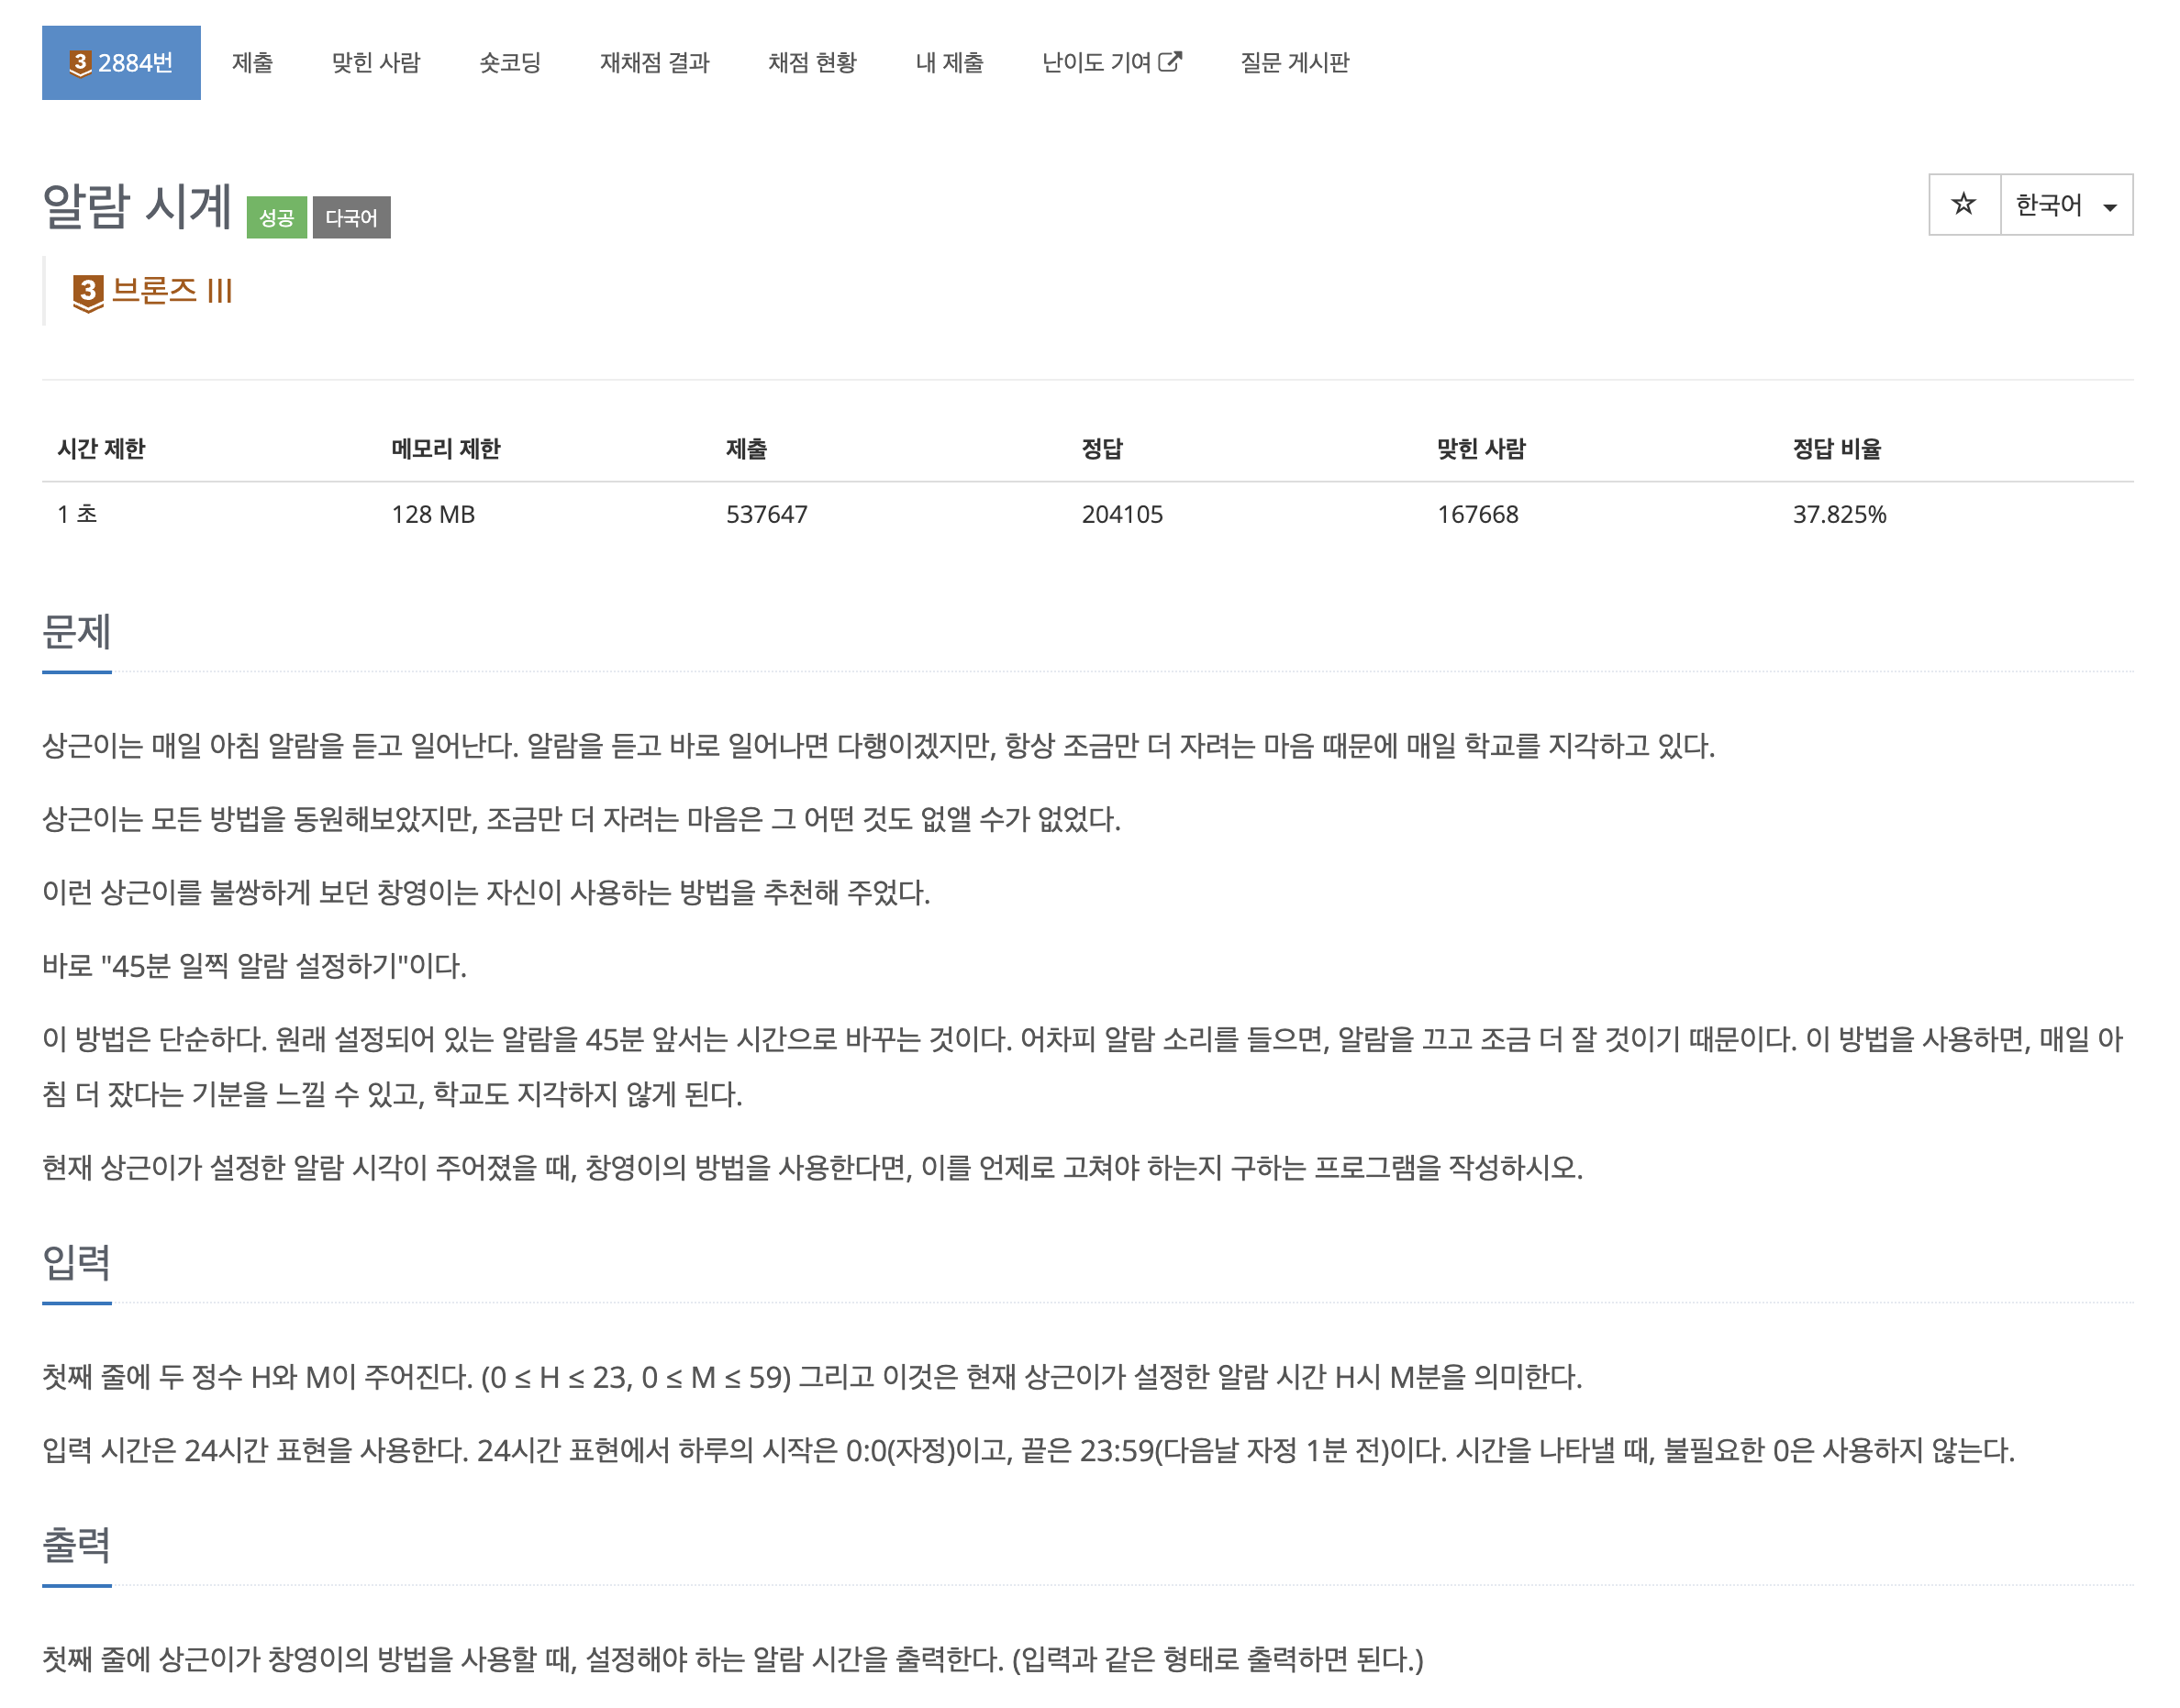 3 2884번 제출 맞힌 사람 숏코딩 재채점 결과 채점 현황 내 제출 난이도 기여 질문 게시판
알람 시계 성공 다국어 ☆ 한국어
3 브론즈 III
시간 제한 메모리 제한 제출 정답 맞힌 사람 정답 비율
1 초 128 MB 537647 204105 167668 37.825%
문제
상근이는 매일 아침 알람을 듣고 일어난다. 알람을 듣고 바로 일어나면 다행이겠지만, 항상 조금만 더 자려는 마음 때문에 매일 학교를 지각하고 있다.
상근이는 모든 방법을 동원해보았지만, 조금만 더 자려는 마음은 그 어떤 것도 없앨 수가 없었다.
이런 상근이를 불쌍하게 보던 창영이는 자신이 사용하는 방법을 추천해 주었다.
바로 "45분 일찍 알람 설정하기"이다.
이 방법은 단순하다. 원래 설정되어 있는 알람을 45분 앞서는 시간으로 바꾸는 것이다. 어차피 알람 소리를 들으면, 알람을 끄고 조금 더 잘 것이기 때문이다. 이 방법을 사용하면, 매일 아
침 더 잤다는 기분을 느낄 수 있고, 학교도 지각하지 않게 된다.
현재 상근이가 설정한 알람 시각이 주어졌을 때, 창영이의 방법을 사용한다면, 이를 언제로 고쳐야 하는지 구하는 프로그램을 작성하시오.
입력
첫째 줄에 두 정수 H와 M이 주어진다. (0 ≤ H ≤ 23, 0 ≤ M ≤ 59) 그리고 이것은 현재 상근이가 설정한 알람 시간 H시 M분을 의미한다.
입력 시간은 24시간 표현을 사용한다. 24시간 표현에서 하루의 시작은 0:0(자정)이고, 끝은 23:59(다음날 자정 1분 전)이다. 시간을 나타낼 때, 불필요한 0은 사용하지 않는다.
출력
첫째 줄에 상근이가 창영이의 방법을 사용할 때, 설정해야 하는 알람 시간을 출력한다. (입력과 같은 형태로 출력하면 된다.)